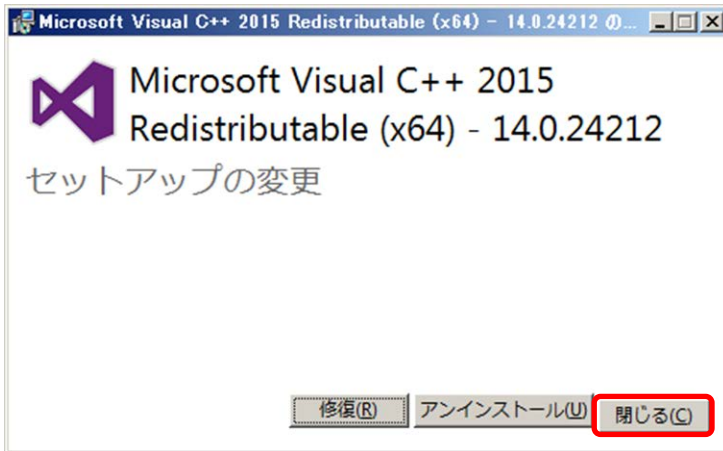 Microsoft Visual C++ 2015 Redistributable (x64) - 14.0.24212 の...
Microsoft Visual C++ 2015
Redistributable (x64) - 14.0.24212
セットアップの変更
修復(R) アンインストール(U) 閉じる(C)